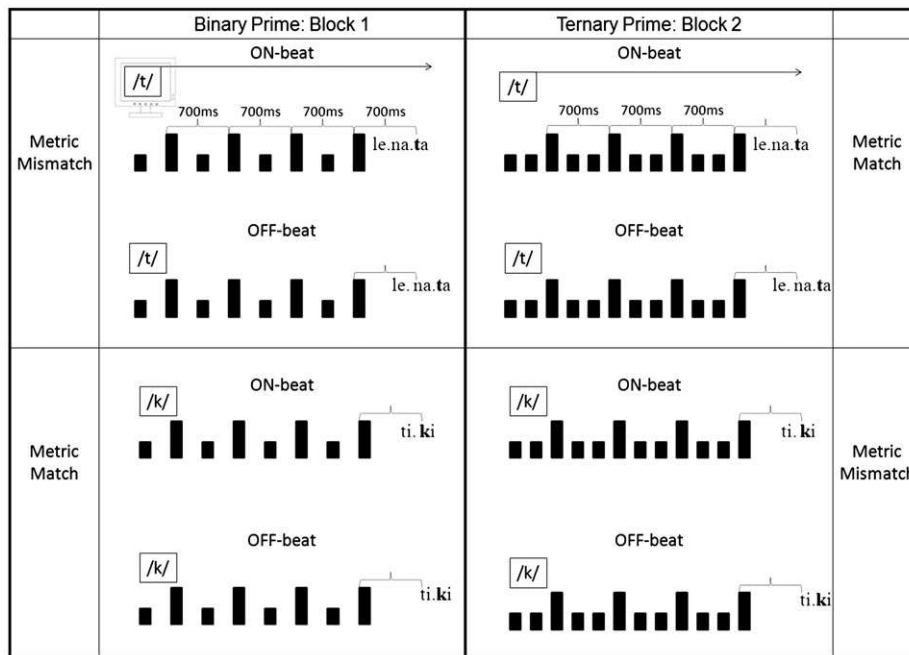 Binary Prime: Block 1
Ternary Prime: Block 2
ON-beat
/t/
700ms 700ms 700ms 700ms
le.na.ta
Metric
Mismatch
OFF-beat
/t/
le. na.ta
ON-beat
/t/
700ms 700ms 700ms
le.na.ta
Metric
Match
OFF-beat
/t/
le. na.ta
Metric
Match
ON-beat
/k/
ti. ki
OFF-beat
/k/
ti.ki
ON-beat
/k/
ti. ki
Metric
Mismatch
OFF-beat
/k/
ti.ki